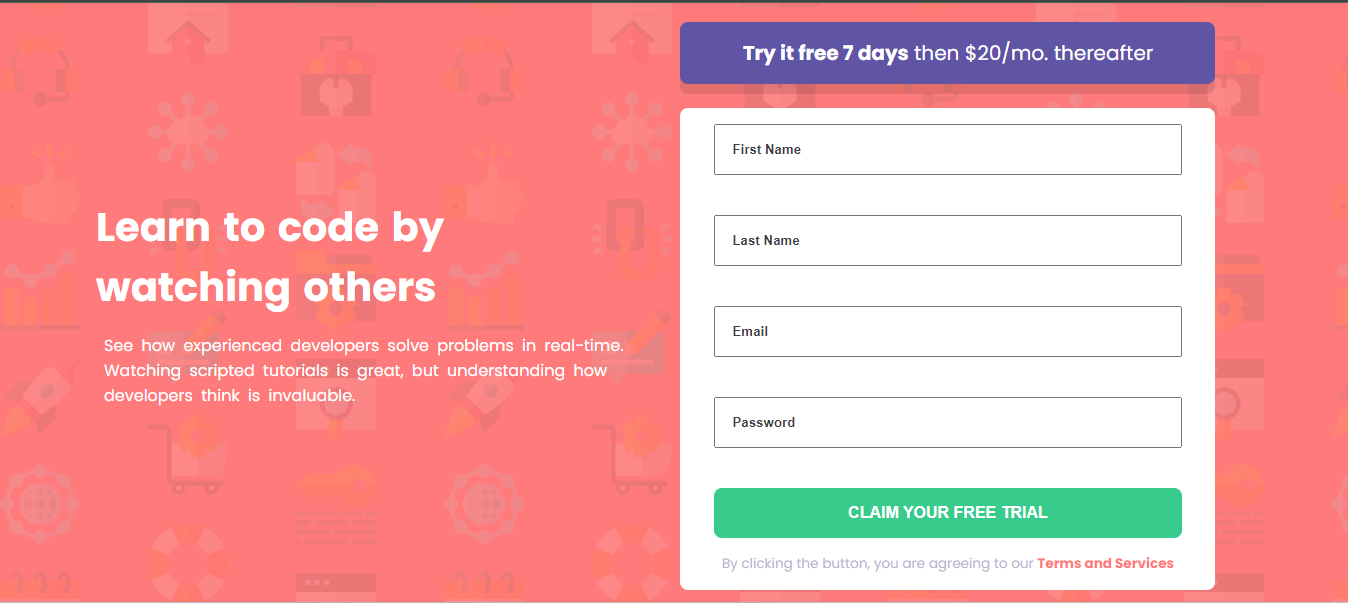 Try it free 7 days then $20/mo. thereafter
Learn to code by
watching others
See how experienced developers solve problems in real-time.
Watching scripted tutorials is great, but understanding how
developers think is invaluable.
First Name
Last Name
Email
Password
CLAIM YOUR FREE TRIAL
By clicking the button, you are agreeing to our Terms and Services